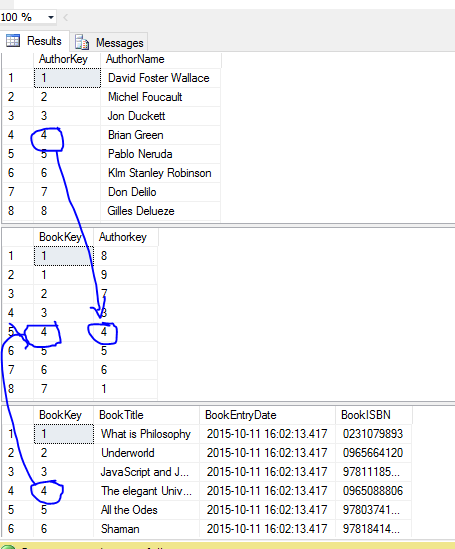 100 %
Results Messages
AuthorKey AuthorName
1 1 David Foster Wallace
2 2 Michel Foucault
3 3 Jon Duckett
4 4 Brian Green
5 5 Pablo Neruda
6 6 KIm Stanley Robinson
7 7 Don Delilo
8 8 Gilles Delueze
BookKey Authorkey
1 1 8
2 1 9
3 2 7
4 3 3
5 4 4
6 5 5
7 6 6
8 7 1
BookKey BookTitle BookEntryDate BookISBN
1 1 What is Philosophy 2015-10-11 16:02:13.417 0231079893
2 2 Underworld 2015-10-11 16:02:13.417 0965664120
3 3 JavaScript and J... 2015-10-11 16:02:13.417 97811185...
4 4 The elegant Univ... 2015-10-11 16:02:13.417 0965088806
5 5 All the Odes 2015-10-11 16:02:13.417 97803741...
6 6 Shaman 2015-10-11 16:02:13.417 97818414...